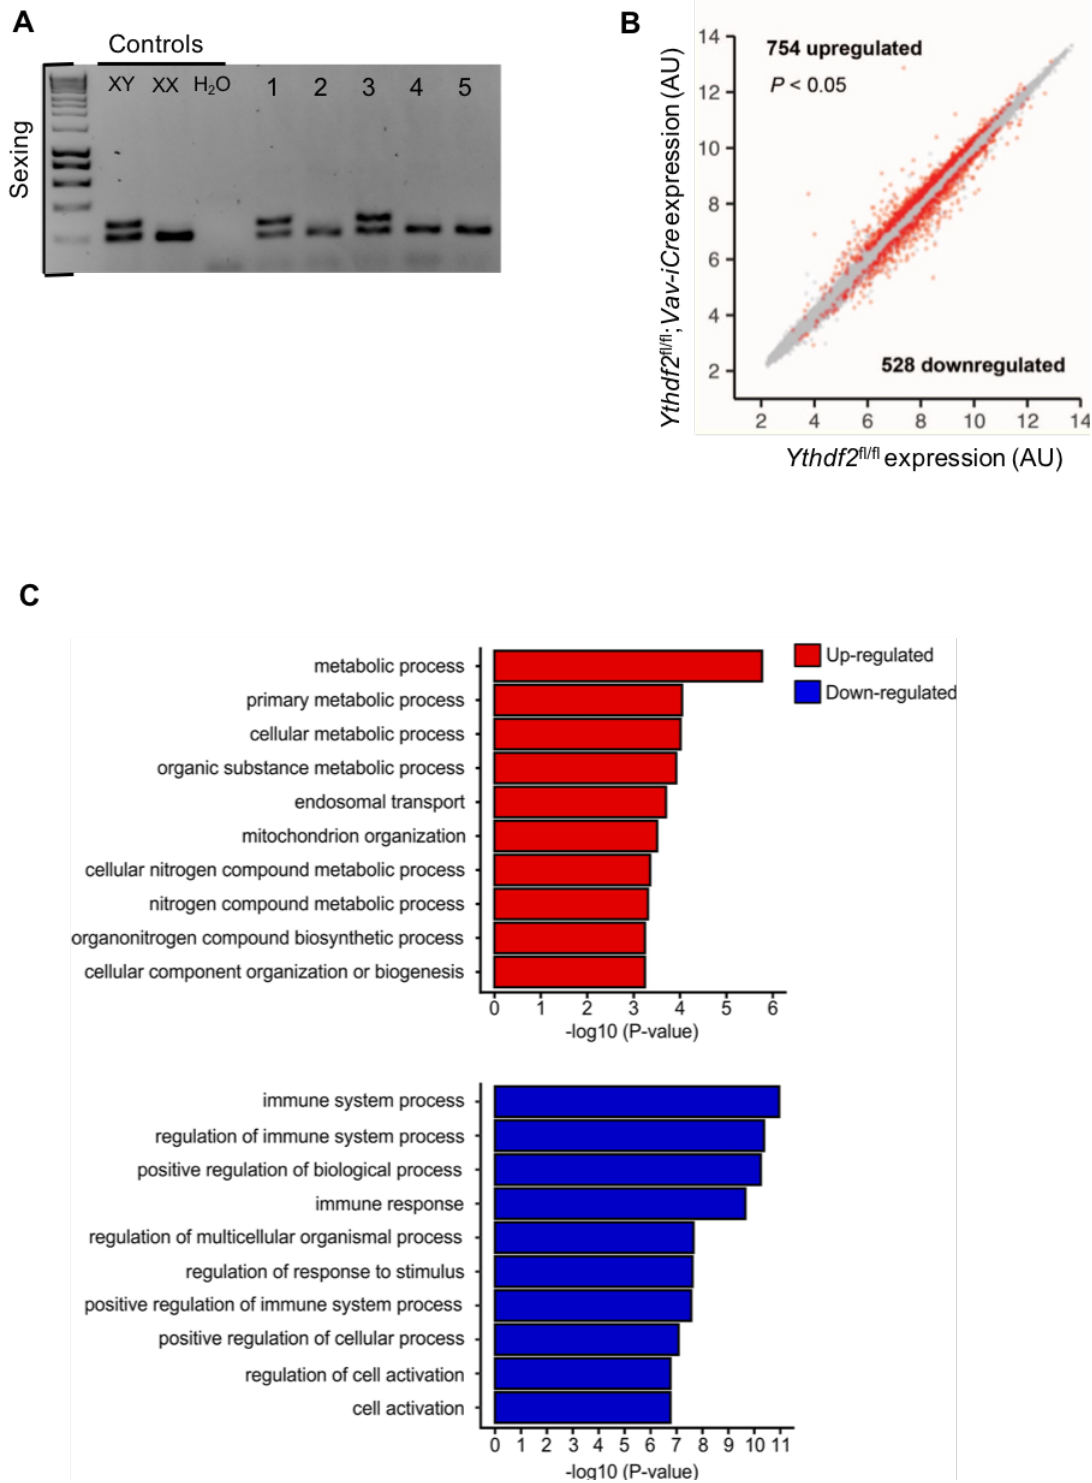 A
Controls
XY XX H₂O 1 2 3 4 5
Sexing
B
754 upregulated
P < 0.05
528 downregulated
14
12
10
8
6
4
2
2 4 6 8 10 12 14
Ythdf2fl/fl; Vav-iCre expression (AU)
Ythdf2fl/fl expression (AU)
C
Up-regulated
Down-regulated
metabolic process
primary metabolic process
cellular metabolic process
organic substance metabolic process
endosomal transport
mitochondrion organization
cellular nitrogen compound metabolic process
nitrogen compound metabolic process
organonitrogen compound biosynthetic process
cellular component organization or biogenesis
0 1 2 3 4 5 6
-log10 (P-value)
immune system process
regulation of immune system process
positive regulation of biological process
immune response
regulation of multicellular organismal process
regulation of response to stimulus
positive regulation of immune system process
positive regulation of cellular process
regulation of cell activation
cell activation
0 1 2 3 4 5 6 7 8 9 10 11
-log10 (P-value)